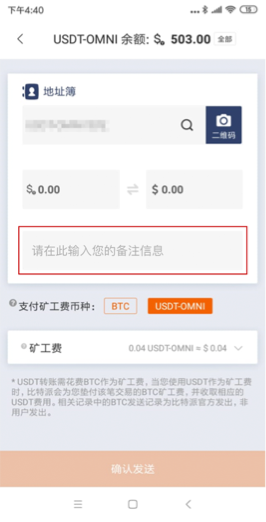 下午4:40
USDT-OMNI 余额: $ 503.00 全部
地址簿
二维码
$ 0.00
$ 0.00
请在此输入您的备注信息
支付矿工费币种: BTC USDT-OMNI
矿工费 0.04 USDT-OMNI ≈ $ 0.04
* USDT转账需花费BTC作为矿工费，当您使用USDT作为矿工费
时，比特派会为您垫付该笔交易的BTC矿工费，并收取相应的
USDT费用。相关记录中的BTC发送记录为比特派官方发出，非
用户发出。
确认发送